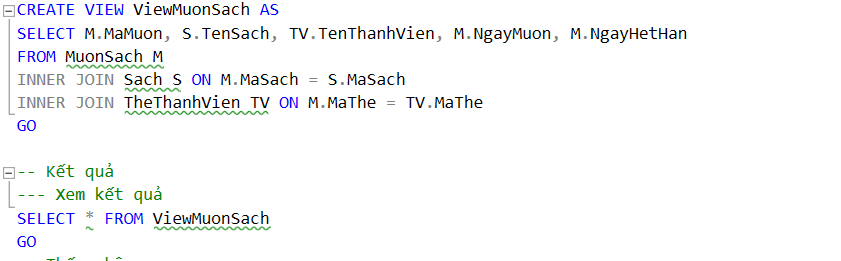 CREATE VIEW ViewMuonSach AS
SELECT M.MaMuon, S.TenSach, TV.TenThanhVien, M.NgayMuon, M.NgayHetHan
FROM MuonSach M
INNER JOIN Sach S ON M.MaSach = S.MaSach
INNER JOIN TheThanhVien TV ON M.MaThe = TV.MaThe
GO
-- Kết quả
--- Xem kết quả
SELECT * FROM ViewMuonSach
GO